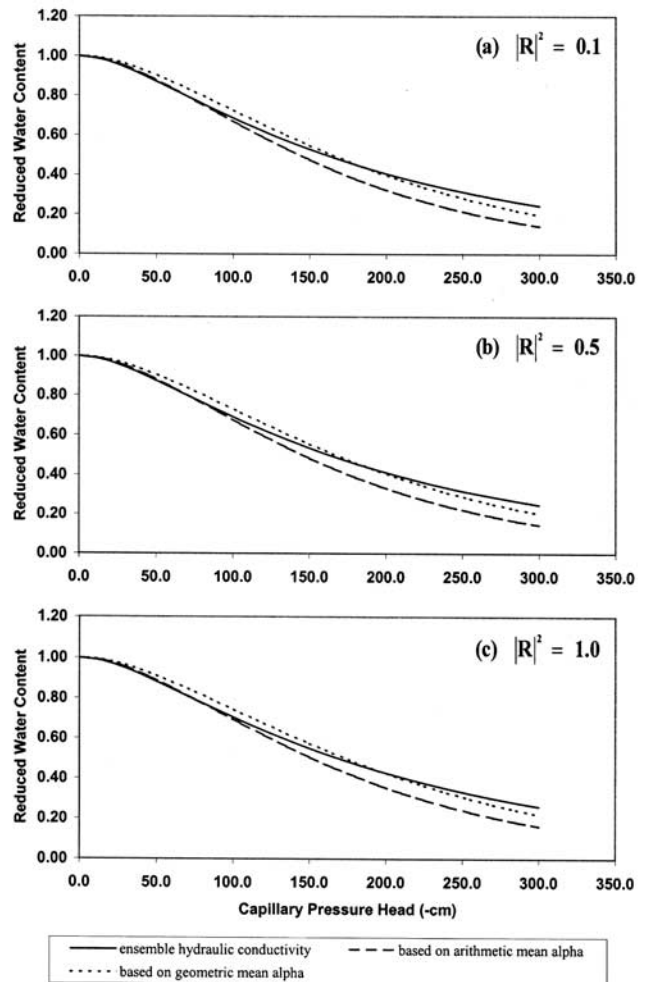 1.20
1.00
0.80
0.60
0.40
0.20
0.00
Reduced Water Content
(a) |R|² = 0.1
0.0 50.0 100.0 150.0 200.0 250.0 300.0 350.0
1.20
1.00
0.80
0.60
0.40
0.20
0.00
Reduced Water Content
(b) |R|² = 0.5
0.0 50.0 100.0 150.0 200.0 250.0 300.0 350.0
1.20
1.00
0.80
0.60
0.40
0.20
0.00
Reduced Water Content
(c) |R|² = 1.0
0.0 50.0 100.0 150.0 200.0 250.0 300.0 350.0
Capillary Pressure Head (-cm)
ensemble hydraulic conductivity
based on arithmetic mean alpha
based on geometric mean alpha